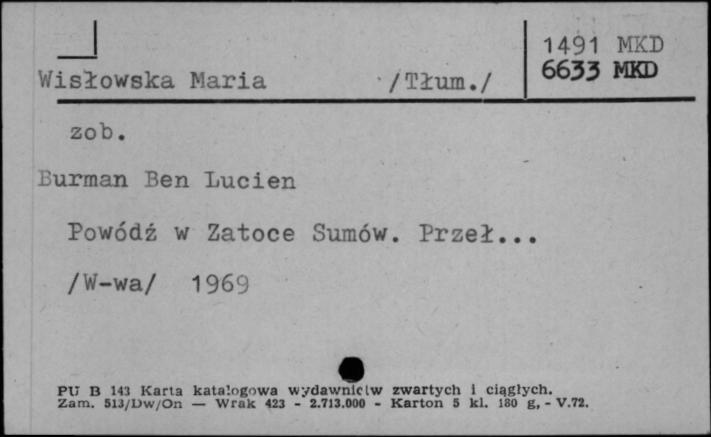 1491 MKD
6633 MKD
Wisłowska Maria /Tłum./
zob.
Burman Ben Lucien
Powódź w Zatoce Sumów. Przeł...
/W-wa/ 1969
PU B 143 Karta katalogowa wydawnictw zwartych i ciągłych.
Zam. 513/Dw/On — Wrak 423 - 2.713.000 - Karton 5 kl. 180 g, - V.72.